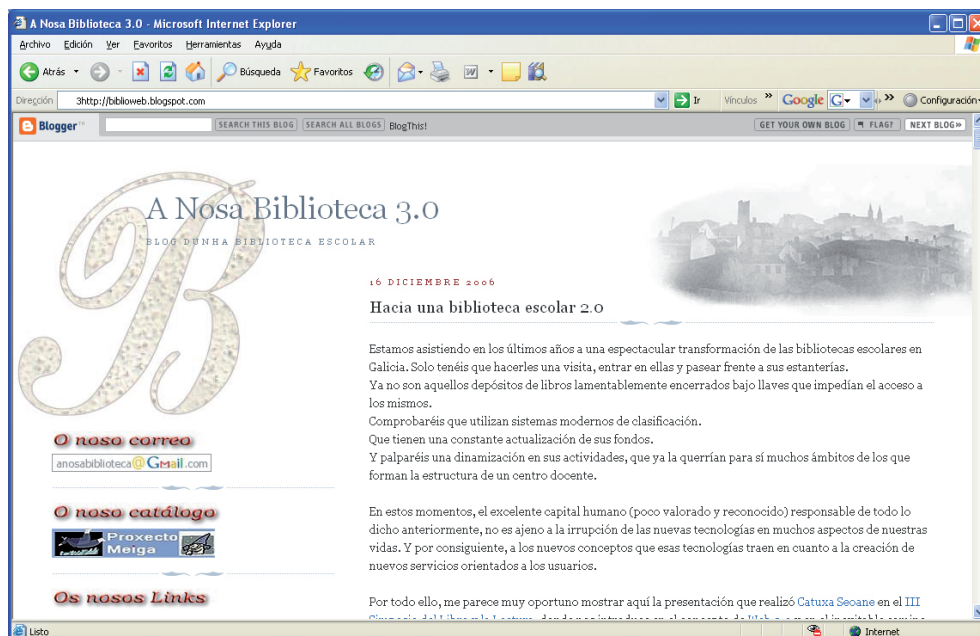 A Nosa Biblioteca 3.0 - Microsoft Internet Explorer
Archivo Edición Ver Favoritos Herramientas Ayuda
Atrás Búsqueda Favoritos
Dirección 3http://biblioweb.blogspot.com Ir Vínculos » Google G » Configuración
Blogger SEARCH THIS BLOG SEARCH ALL BLOGS BlogThis! GET YOUR OWN BLOG FLAG? NEXT BLOG»
B
A Nosa Biblioteca 3.0
BLOG DUNHA BIBLIOTECA ESCOLAR
16 DICIEMBRE 2006
Hacia una biblioteca escolar 2.0
Estamos asistiendo en los últimos años a una espectacular transformación de las bibliotecas escolares en
Galicia. Solo tenéis que hacerles una visita, entrar en ellas y pasear frente a sus estanterías.
Ya no son aquellos depósitos de libros lamentablemente encerrados bajo llaves que impedían el acceso a
los mismos.
Comprobaréis que utilizan sistemas modernos de clasificación.
Que tienen una constante actualización de sus fondos.
Y palparéis una dinamización en sus actividades, que ya la querrían para sí muchos ámbitos de los que
forman la estructura de un centro docente.
En estos momentos, el excelente capital humano (poco valorado y reconocido) responsable de todo lo
dicho anteriormente, no es ajeno a la irrupción de las nuevas tecnologías en muchos aspectos de nuestras
vidas. Y por consiguiente, a los nuevos conceptos que esas tecnologías traen en cuanto a la creación de
nuevos servicios orientados a los usuarios.
Por todo ello, me parece muy oportuno mostrar aquí la presentación que realizó Catuxa Seoane en el III
O noso correo
anosabiblioteca@Gmail.com
O noso catálogo
Proxecto
Meiga
Os nosos Links
Listo Internet